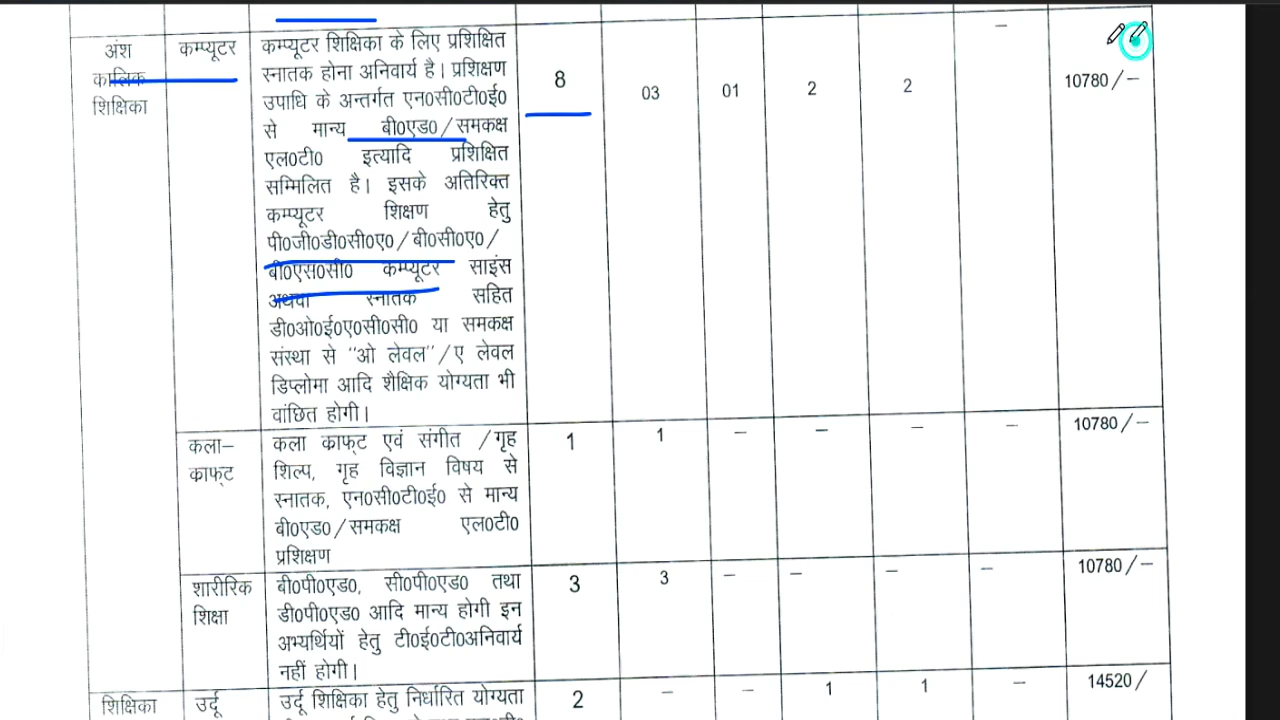 अंश
कालिक
शिक्षिका
कम्प्यूटर
कम्प्यूटर शिक्षिका के लिए प्रशिक्षित
स्नातक होना अनिवार्य है। प्रशिक्षण
उपाधि के अन्तर्गत एन0सी0टी0ई0
से मान्य बी0एड0/समकक्ष
एल0टी0 इत्यादि प्रशिक्षित
सम्मिलित है। इसके अतिरिक्त
कम्प्यूटर शिक्षण हेतु
पी0जी0डी0सी0ए0/बी0सी0ए0/
बी0एस0सी0 कम्प्यूटर साइंस
अथवा स्नातक सहित
डी0ओ0ई0ए0सी0सी0 या समकक्ष
संस्था से "ओ लेवल"/ए लेवल
डिप्लोमा आदि शैक्षिक योग्यता भी
वांछित होगी।
8
03
01
2
2
–
10780/–
कला–
काफ्ट
कला काफ्ट एवं संगीत /गृह
शिल्प, गृह विज्ञान विषय से
स्नातक, एन0सी0टी0ई0 से मान्य
बी0एड0/समकक्ष एल0टी0
प्रशिक्षण
1
1
–
–
–
–
10780/–
शारीरिक
शिक्षा
बी0पी0एड0, सी0पी0एड0 तथा
डी0पी0एड0 आदि मान्य होगी इन
अभ्यर्थियों हेतु टी0ई0टी0अनिवार्य
नहीं होगी।
3
3
–
–
–
–
10780/–
शिक्षिका
उर्दू
उर्दू शिक्षिका हेतु निर्धारित योग्यता
2
–
–
1
1
–
14520/